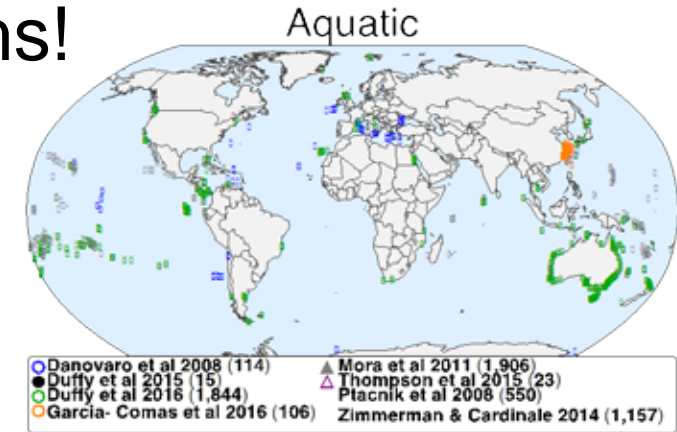 ns!
Aquatic
Danovaro et al 2008 (114)
Duffy et al 2015 (15)
Duffy et al 2016 (1,844)
Garcia- Comas et al 2016 (106)
Mora et al 2011 (1,906)
Thompson et al 2015 (23)
Ptacnik et al 2008 (550)
Zimmerman & Cardinale 2014 (1,157)